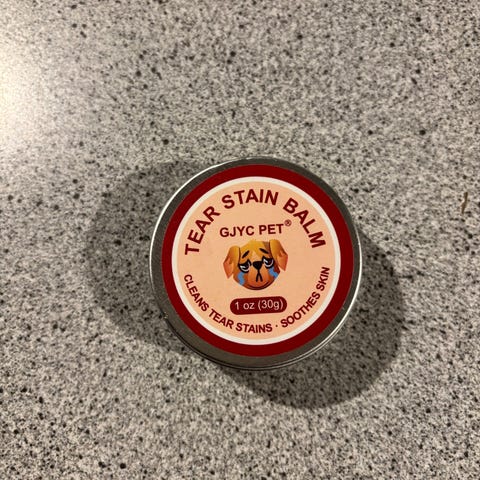 TEAR STAIN BALM
GJYC PET®
1 oz (30g)
CLEANS TEAR STAINS · SOOTHES SKIN